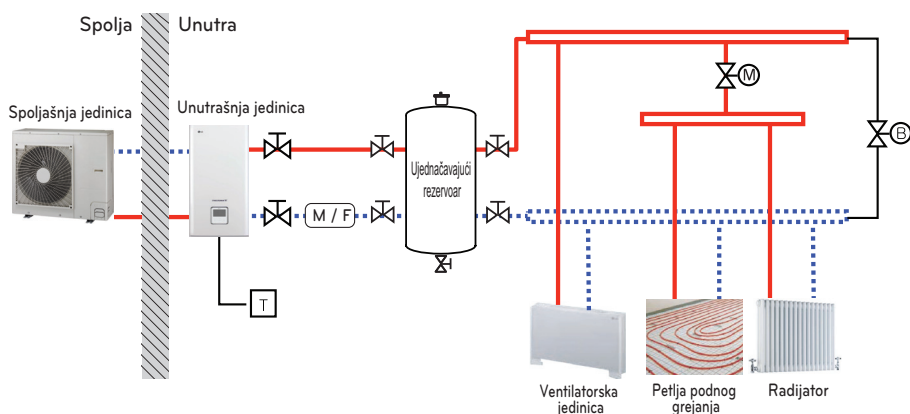 Spolja Unutra
Spoljašnja jedinica
Unutrašnja jedinica
Ujednačavajući
rezervoar
M
B
M / F
T
Ventilatorska
jedinica
Petlja podnog
grejanja
Radijator